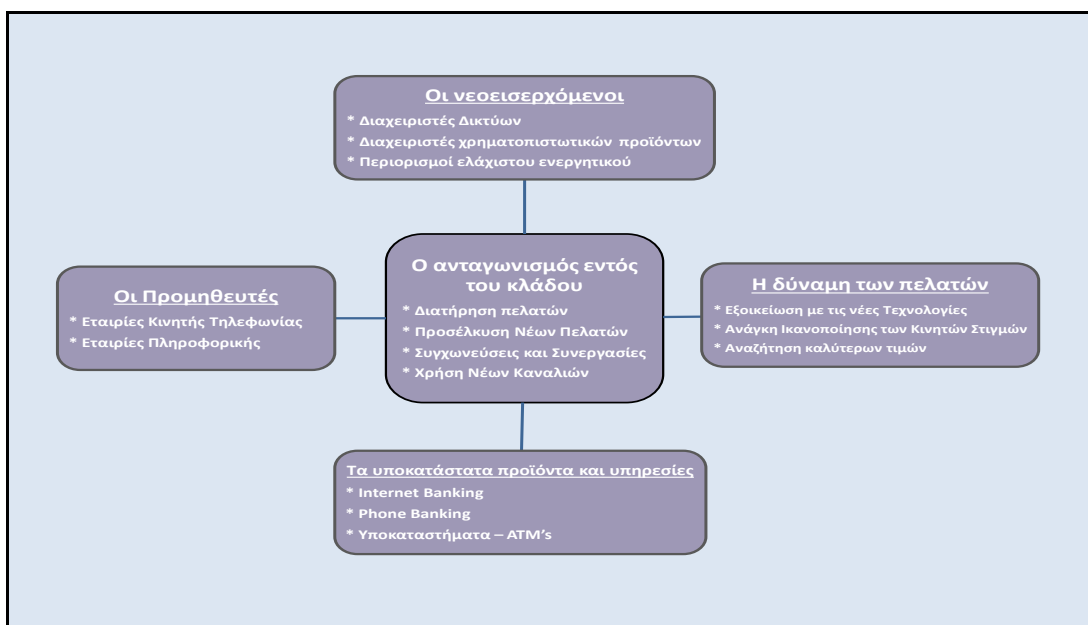 Οι νεοεισερχόμενοι
* Διαχειριστές Δικτύων
* Διαχειριστές χρηματοπιστωτικών προϊόντων
* Περιορισμοί ελάχιστου ενεργητικού
Οι Προμηθευτές
* Εταιρίες Κινητής Τηλεφωνίας
* Εταιρίες Πληροφορικής
Ο ανταγωνισμός εντός
του κλάδου
* Διατήρηση πελατών
* Προσέλκυση Νέων Πελατών
* Συγχωνεύσεις και Συνεργασίες
* Χρήση Νέων Καναλιών
Η δύναμη των πελατών
* Εξοικείωση με τις νέες Τεχνολογίες
* Ανάγκη Ικανοποίησης των Κινητών Στιγμών
* Αναζήτηση καλύτερων τιμών
Τα υποκατάστατα προϊόντα και υπηρεσίες
* Internet Banking
* Phone Banking
* Υποκαταστήματα – ATM’s